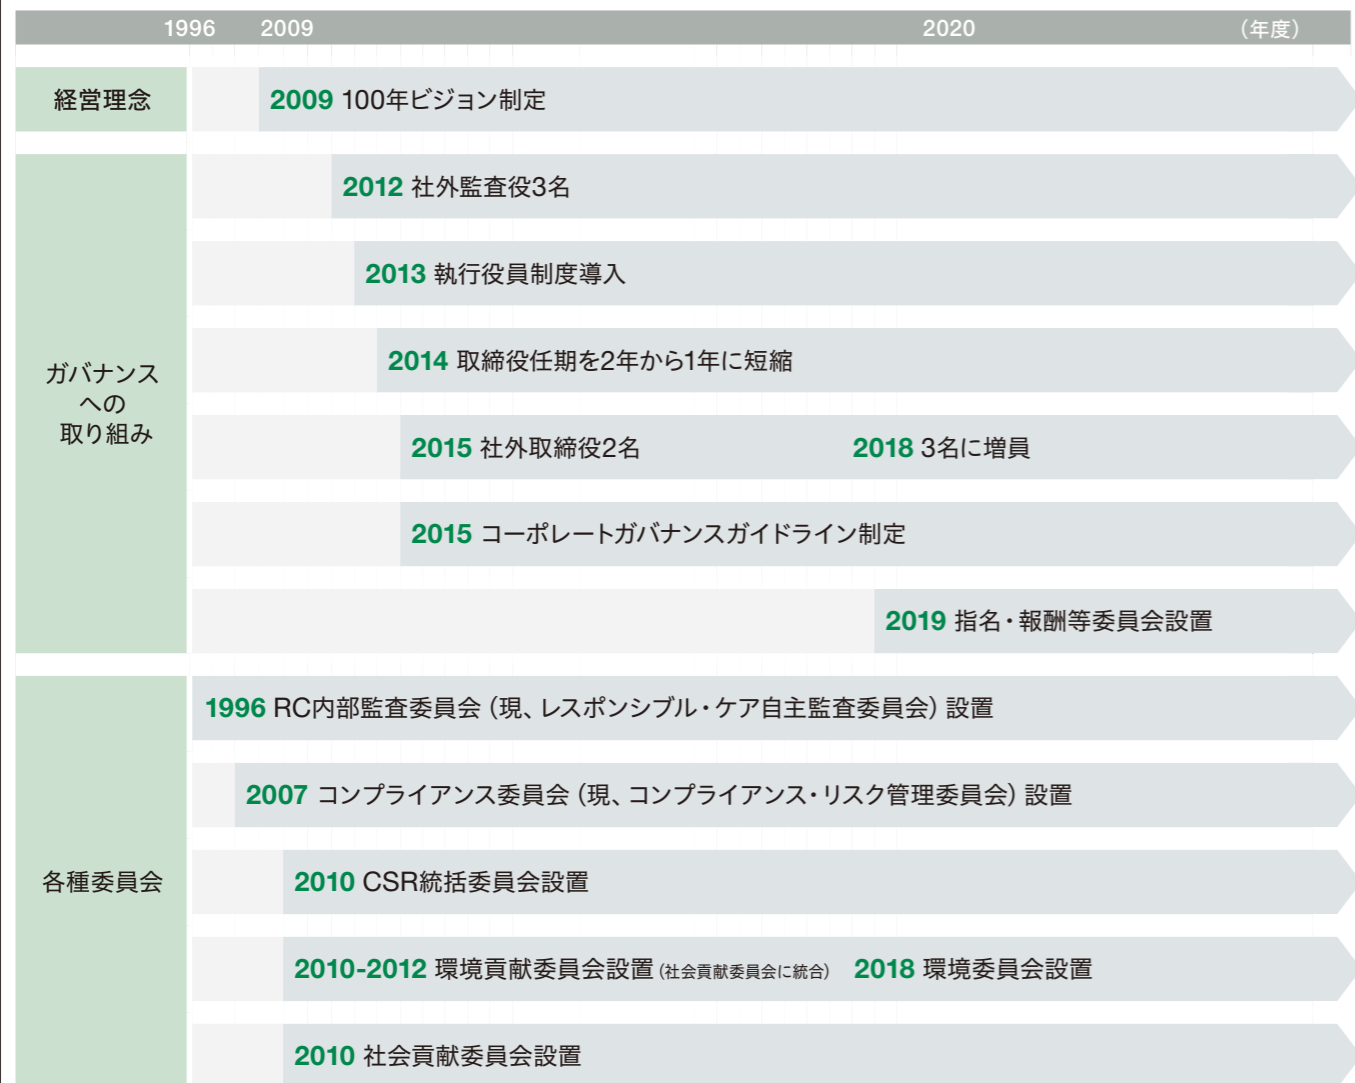 1996 2009 2020 （年度）
経営理念
2009 100年ビジョン制定
ガバナンス
への
取り組み
2012 社外監査役3名
2013 執行役員制度導入
2014 取締役任期を2年から1年に短縮
2015 社外取締役2名 2018 3名に増員
2015 コーポレートガバナンスガイドライン制定
2019 指名・報酬等委員会設置
各種委員会
1996 RC内部監査委員会（現、レスポンシブル・ケア自主監査委員会）設置
2007 コンプライアンス委員会（現、コンプライアンス・リスク管理委員会）設置
2010 CSR統括委員会設置
2010-2012 環境貢献委員会設置（社会貢献委員会に統合） 2018 環境委員会設置
2010 社会貢献委員会設置